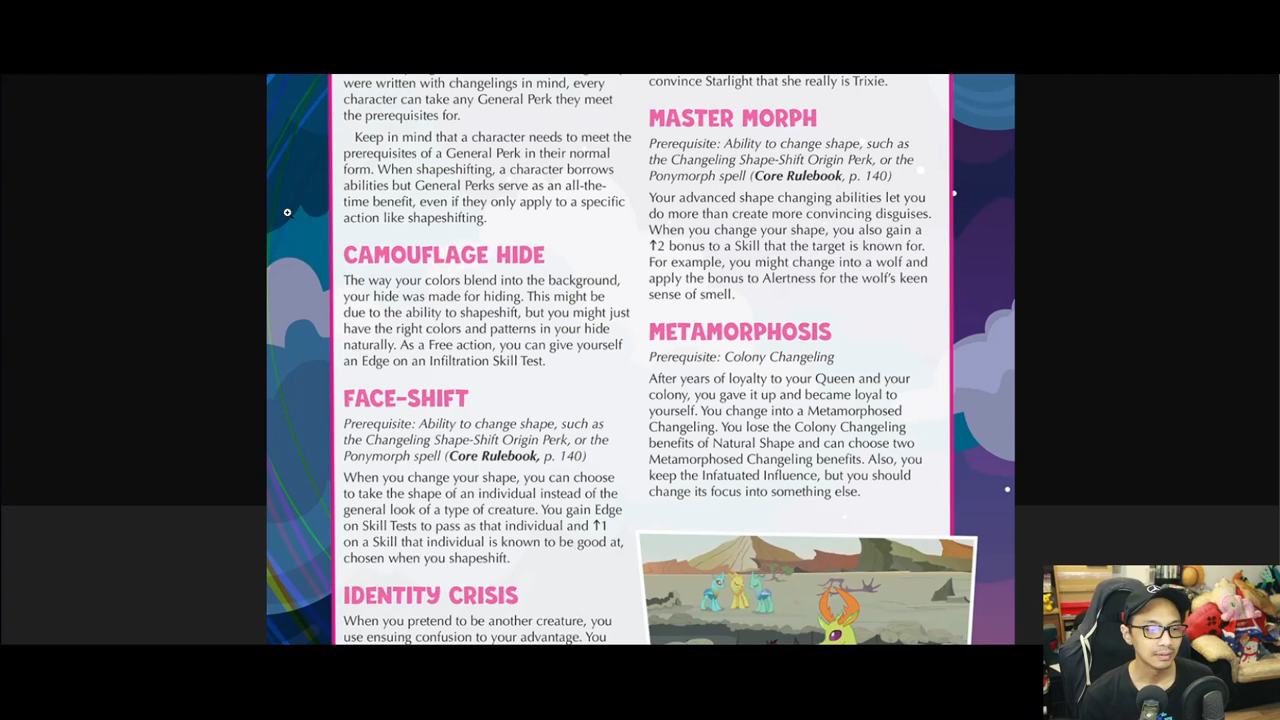 were written with changelings in mind, every
character can take any General Perk they meet
the prerequisites for.
Keep in mind that a character needs to meet the
prerequisites of a General Perk in their normal
form. When shapeshifting, a character borrows
abilities but General Perks serve as an all-the-
time benefit, even if they only apply to a specific
action like shapeshifting.
CAMOUFLAGE HIDE
The way your colors blend into the background,
your hide was made for hiding. This might be
due to the ability to shapeshift, but you might just
have the right colors and patterns in your hide
naturally. As a Free action, you can give yourself
an Edge on an Infiltration Skill Test.
FACE-SHIFT
Prerequisite: Ability to change shape, such as
the Changeling Shape-Shift Origin Perk, or the
Ponymorph spell (Core Rulebook, p. 140)
When you change your shape, you can choose
to take the shape of an individual instead of the
general look of a type of creature. You gain Edge
on Skill Tests to pass as that individual and ↑1
on a Skill that individual is known to be good at,
chosen when you shapeshift.
IDENTITY CRISIS
When you pretend to be another creature, you
use ensuing confusion to your advantage. You
convince Starlight that she really is Trixie.
MASTER MORPH
Prerequisite: Ability to change shape, such as
the Changeling Shape-Shift Origin Perk, or the
Ponymorph spell (Core Rulebook, p. 140)
Your advanced shape changing abilities let you
do more than create more convincing disguises.
When you change your shape, you also gain a
↑2 bonus to a Skill that the target is known for.
For example, you might change into a wolf and
apply the bonus to Alertness for the wolf's keen
sense of smell.
METAMORPHOSIS
Prerequisite: Colony Changeling
After years of loyalty to your Queen and your
colony, you gave it up and became loyal to
yourself. You change into a Metamorphosed
Changeling. You lose the Colony Changeling
benefits of Natural Shape and can choose two
Metamorphosed Changeling benefits. Also, you
keep the Infatuated Influence, but you should
change its focus into something else.